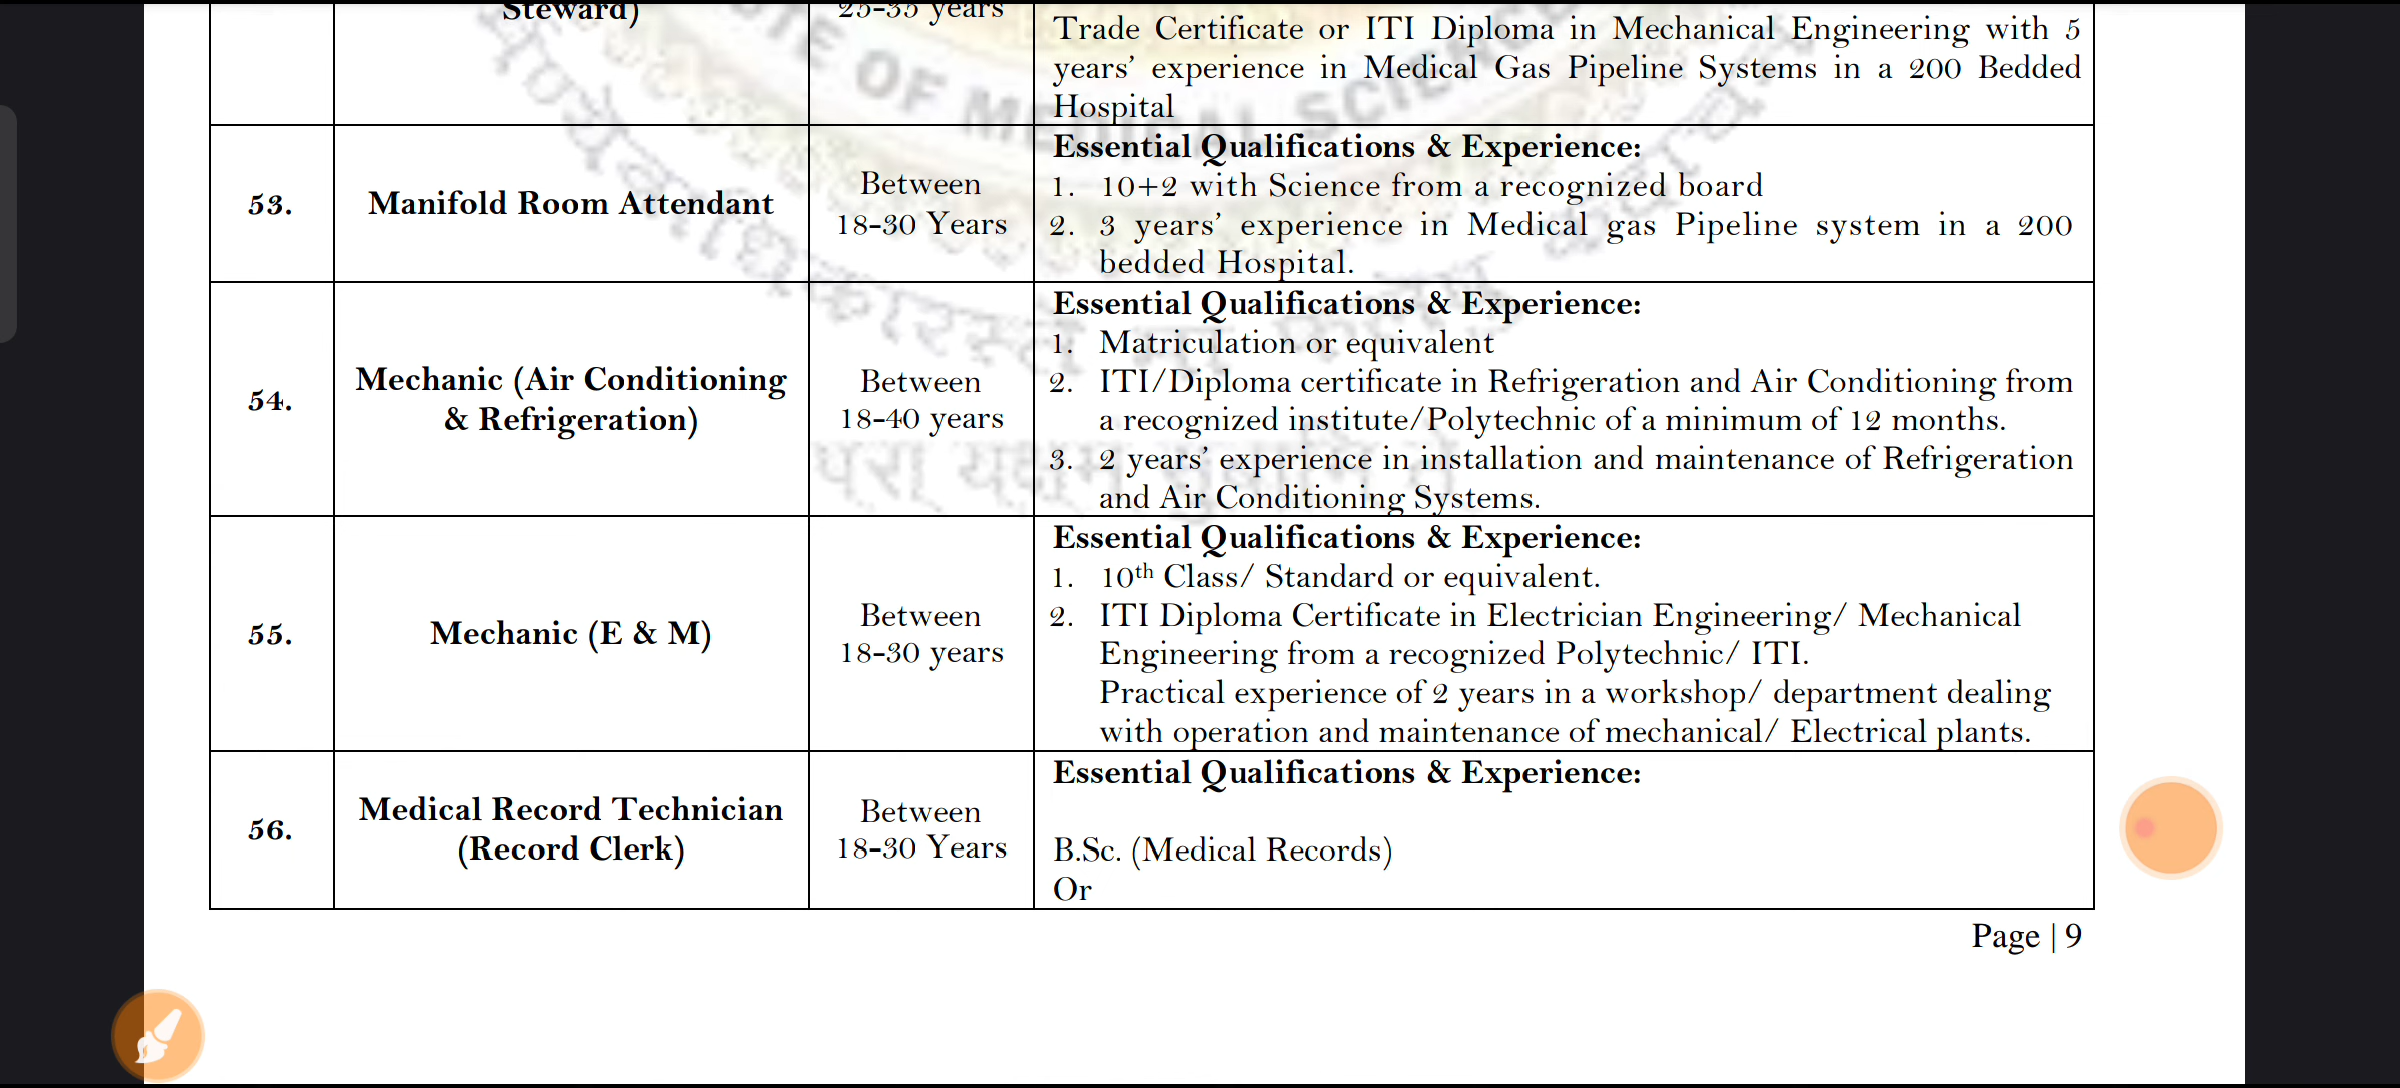 Steward)
25-35 years
Trade Certificate or ITI Diploma in Mechanical Engineering with 5
years’ experience in Medical Gas Pipeline Systems in a 200 Bedded
Hospital
53.
Manifold Room Attendant
Between
18-30 Years
Essential Qualifications & Experience:
1. 10+2 with Science from a recognized board
2. 3 years’ experience in Medical gas Pipeline system in a 200
bedded Hospital.
54.
Mechanic (Air Conditioning
& Refrigeration)
Between
18-40 years
Essential Qualifications & Experience:
1. Matriculation or equivalent
2. ITI/Diploma certificate in Refrigeration and Air Conditioning from
a recognized institute/Polytechnic of a minimum of 12 months.
3. 2 years’ experience in installation and maintenance of Refrigeration
and Air Conditioning Systems.
55.
Mechanic (E & M)
Between
18-30 years
Essential Qualifications & Experience:
1. 10th Class/ Standard or equivalent.
2. ITI Diploma Certificate in Electrician Engineering/ Mechanical
Engineering from a recognized Polytechnic/ ITI.
Practical experience of 2 years in a workshop/ department dealing
with operation and maintenance of mechanical/ Electrical plants.
56.
Medical Record Technician
(Record Clerk)
Between
18-30 Years
Essential Qualifications & Experience:
B.Sc. (Medical Records)
Or
Page | 9
OF MEDICAL